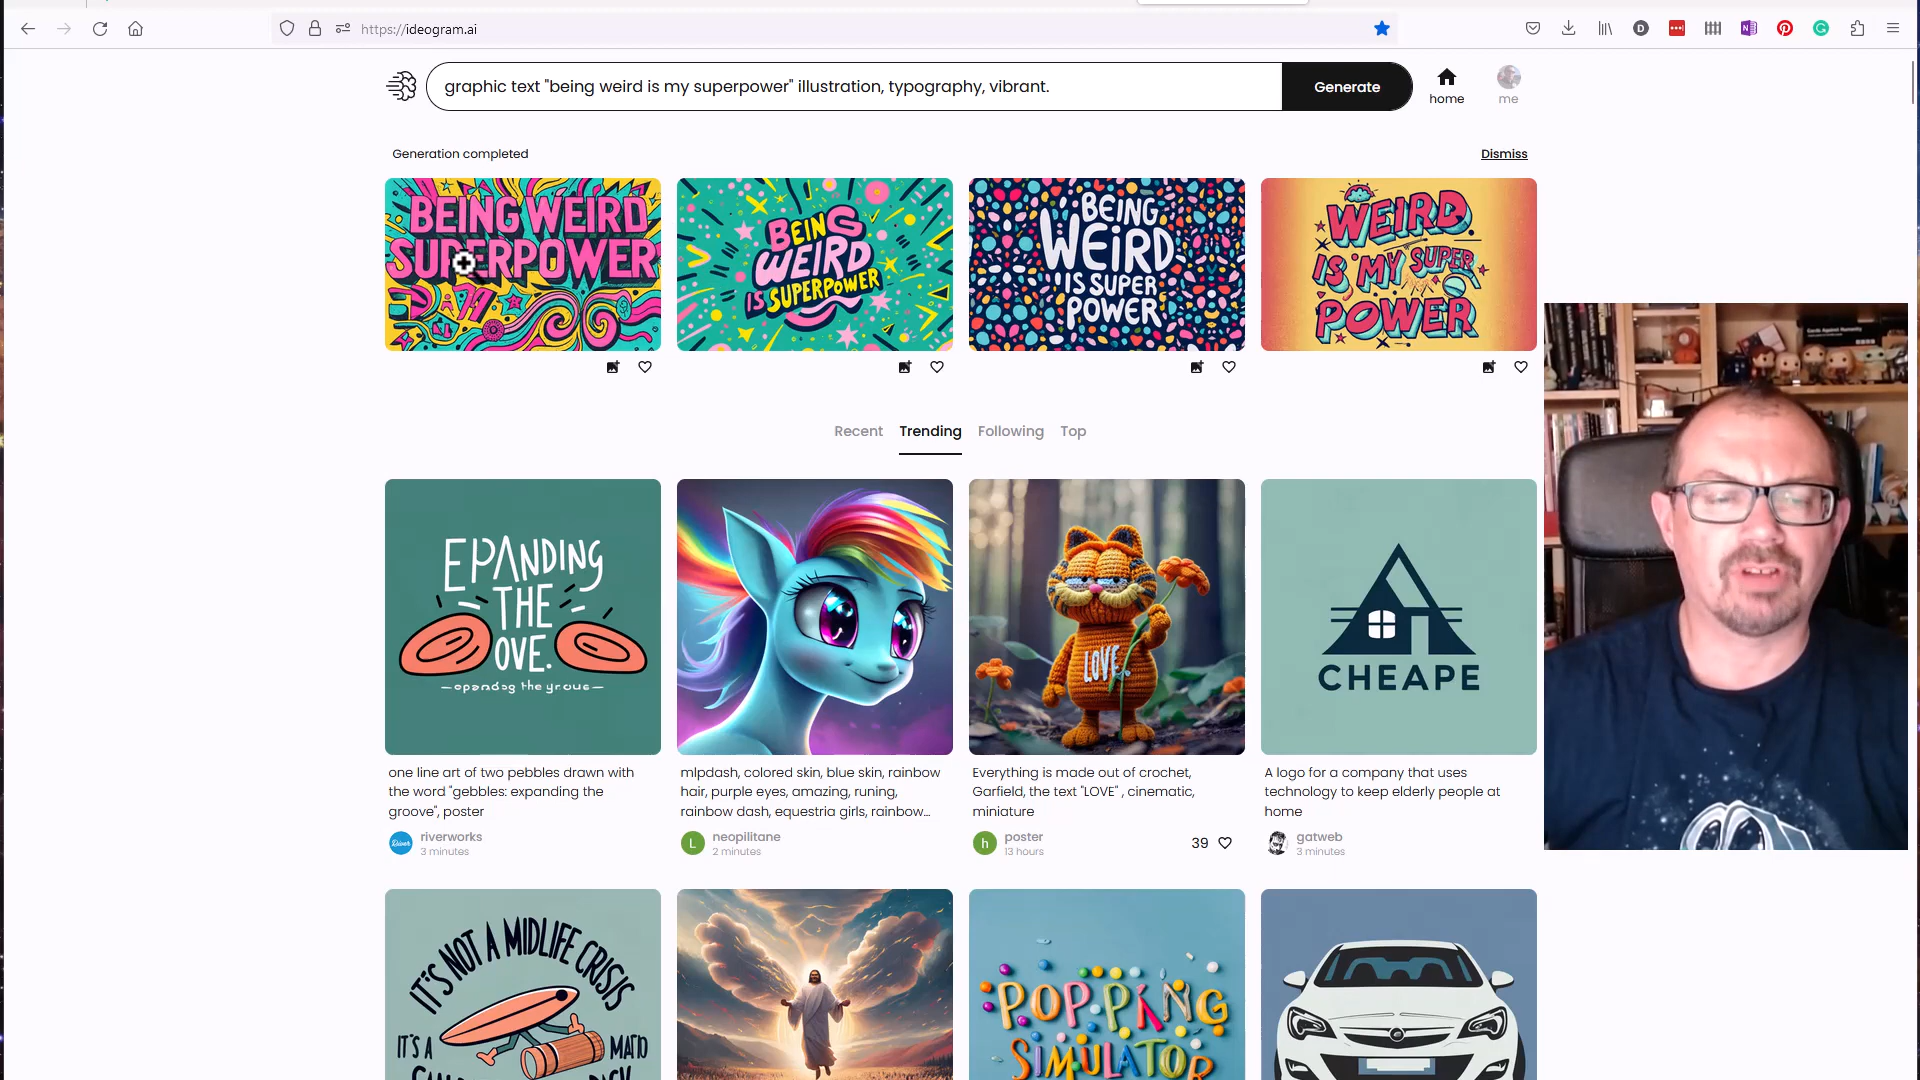 https://ideogram.ai
graphic text "being weird is my superpower" illustration, typography, vibrant.
Generate
home
me
Generation completed
Dismiss
BEING WEIRD
SUPERPOWER
BEING
WEIRD
IS SUPERPOWER
BEING
WEIRD
IS SUPER
POWER
WEIRD.
IS MY SUPER
POWER
Recent
Trending
Following
Top
EPANDING
THE
OVE.
LOVE
CHEAPE
one line art of two pebbles drawn with
the word "gebbles: expanding the
groove", poster
riverworks
3 minutes
mlpdash, colored skin, blue skin, rainbow
hair, purple eyes, amazing, runing,
rainbow dash, equestria girls, rainbow...
L
neopilitane
2 minutes
Everything is made out of crochet,
Garfield, the text "LOVE" , cinematic,
miniature
h
poster
13 hours
39
A logo for a company that uses
technology to keep elderly people at
home
gatweb
3 minutes
IT'S NOT A MIDLIFE CRISIS
IT'S A
POPPING
SIMULATOR